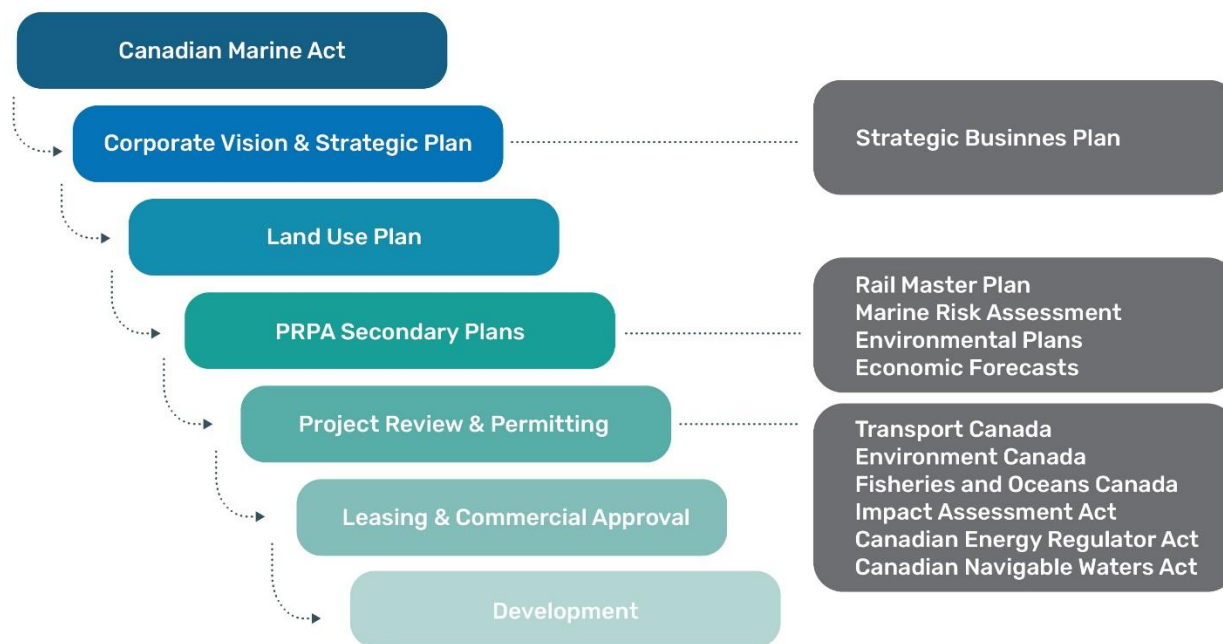 Canadian Marine Act
Corporate Vision & Strategic Plan
Strategic Businnes Plan
Land Use Plan
PRPA Secondary Plans
Rail Master Plan
Marine Risk Assessment
Environmental Plans
Economic Forecasts
Project Review & Permitting
Transport Canada
Environment Canada
Fisheries and Oceans Canada
Impact Assessment Act
Canadian Energy Regulator Act
Canadian Navigable Waters Act
Leasing & Commercial Approval
Development